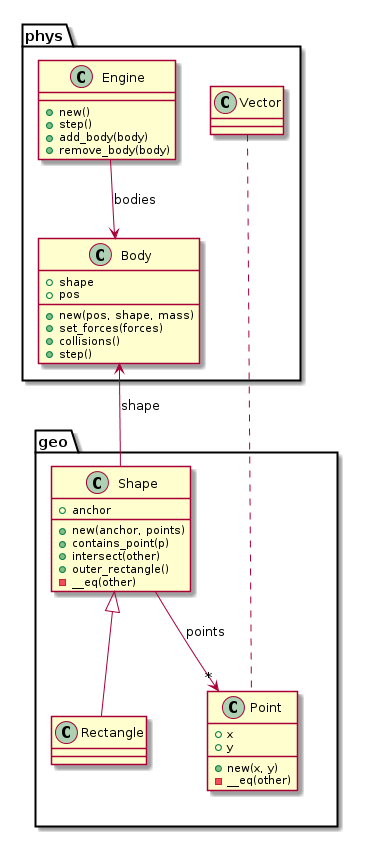 phys
C Engine
new()
step()
add_body(body)
remove_body(body)
C Vector
bodies
C Body
shape
pos
new(pos, shape, mass)
set_forces(forces)
collisions()
step()
shape
geo
C Shape
anchor
new(anchor, points)
contains_point(p)
intersect(other)
outer_rectangle()
__eq(other)
points
*
C Rectangle
C Point
x
y
new(x, y)
__eq(other)